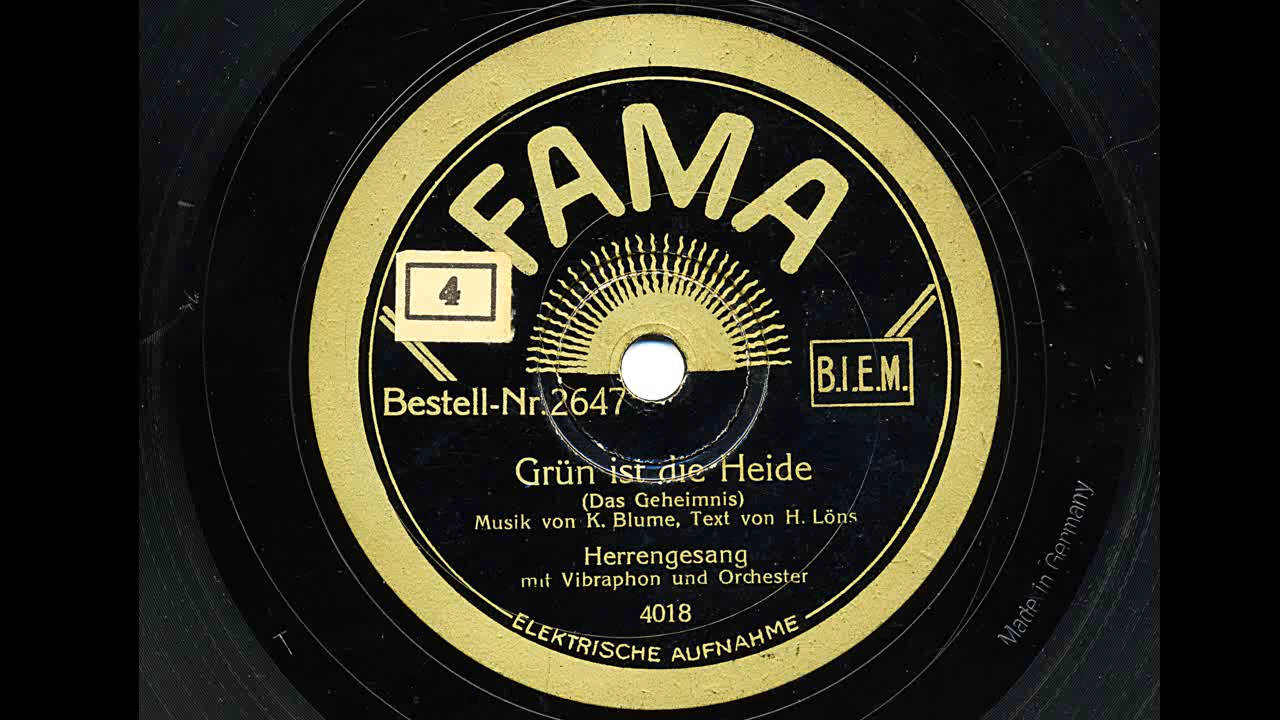 FAMA
4
B.I.E.M.
Bestell-Nr. 2647
Grün ist die Heide
(Das Geheimnis)
Musik von K. Blume, Text von H. Löns
Herrengesang
mit Vibraphon und Orchester
4018
ELEKTRISCHE AUFNAHME
Made in Germany
T